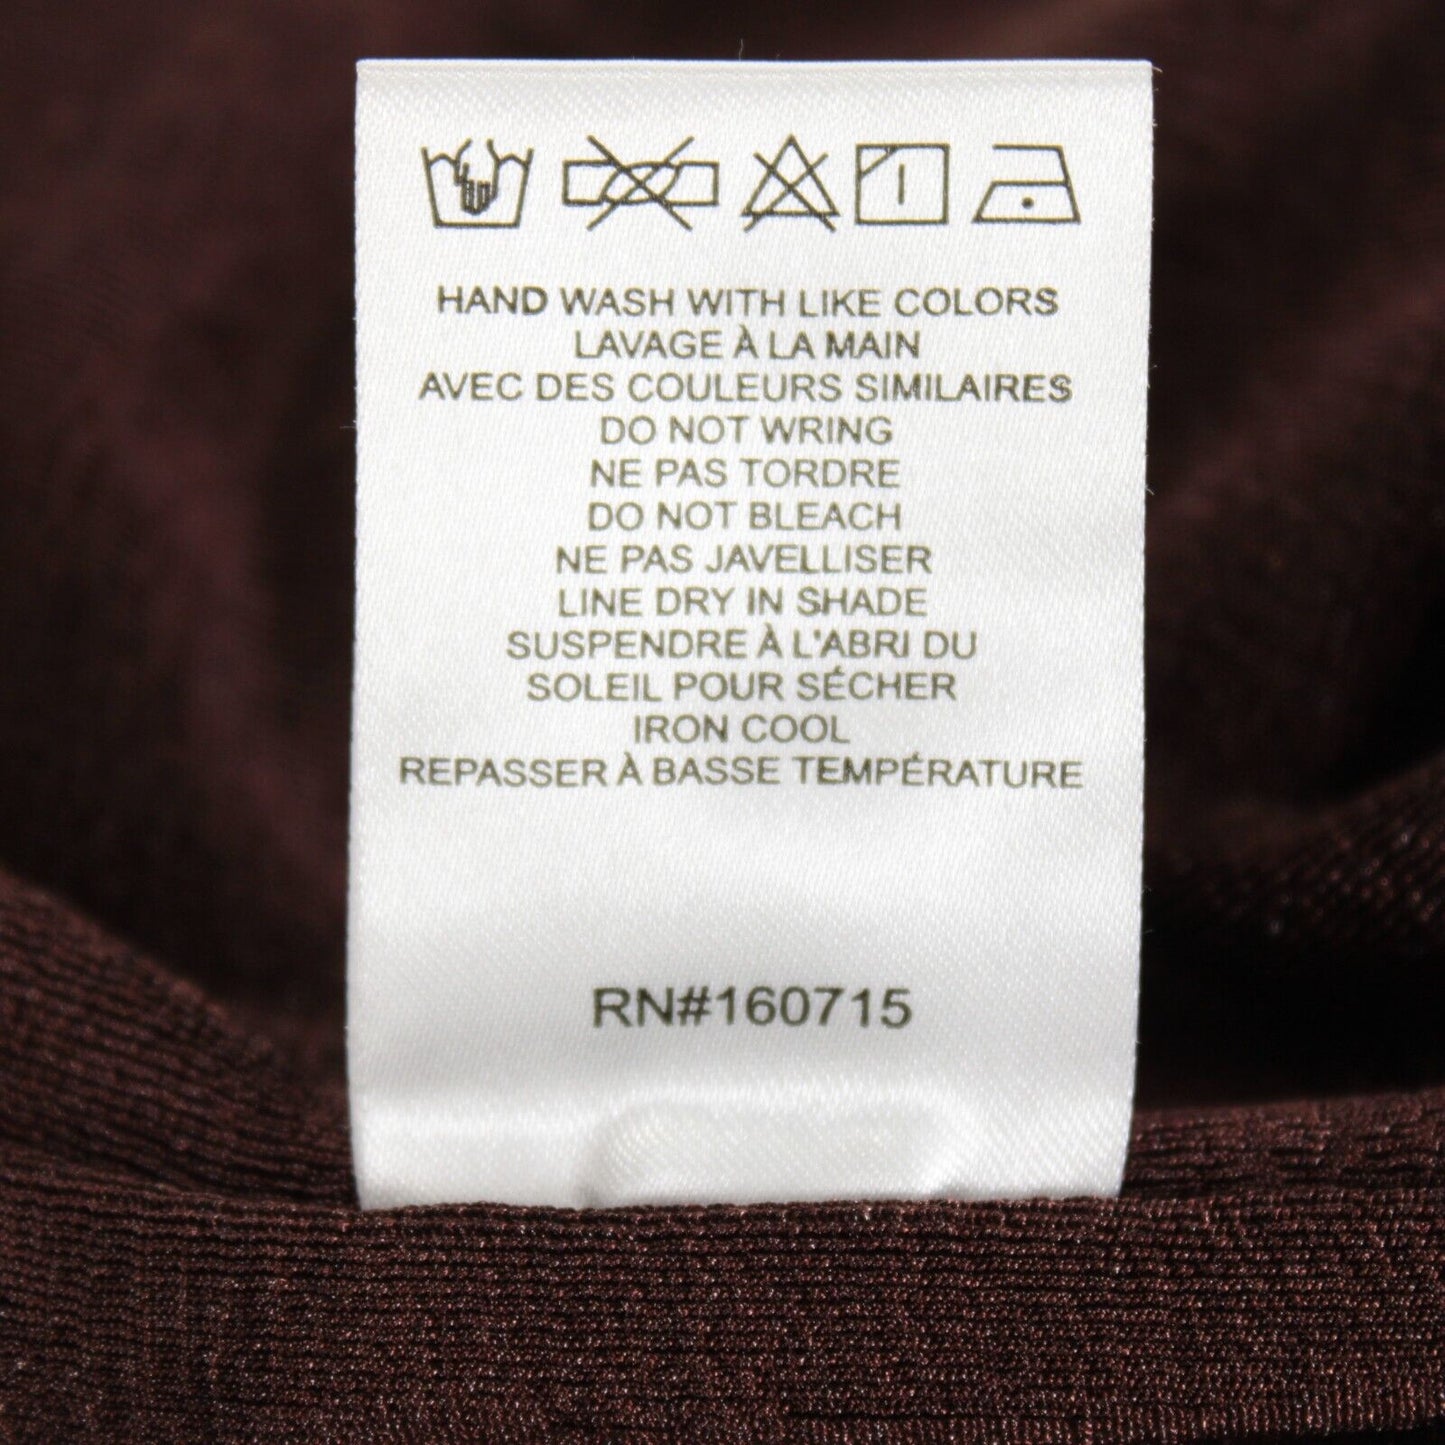 HAND WASH WITH LIKE COLORS
LAVAGE À LA MAIN
AVEC DES COULEURS SIMILAIRES
DO NOT WRING
NE PAS TORDRE
DO NOT BLEACH
NE PAS JAVELLISER
LINE DRY IN SHADE
SUSPENDRE À L'ABRI DU
SOLEIL POUR SÉCHER
IRON COOL
REPASSER À BASSE TEMPÉRATURE
RN#160715